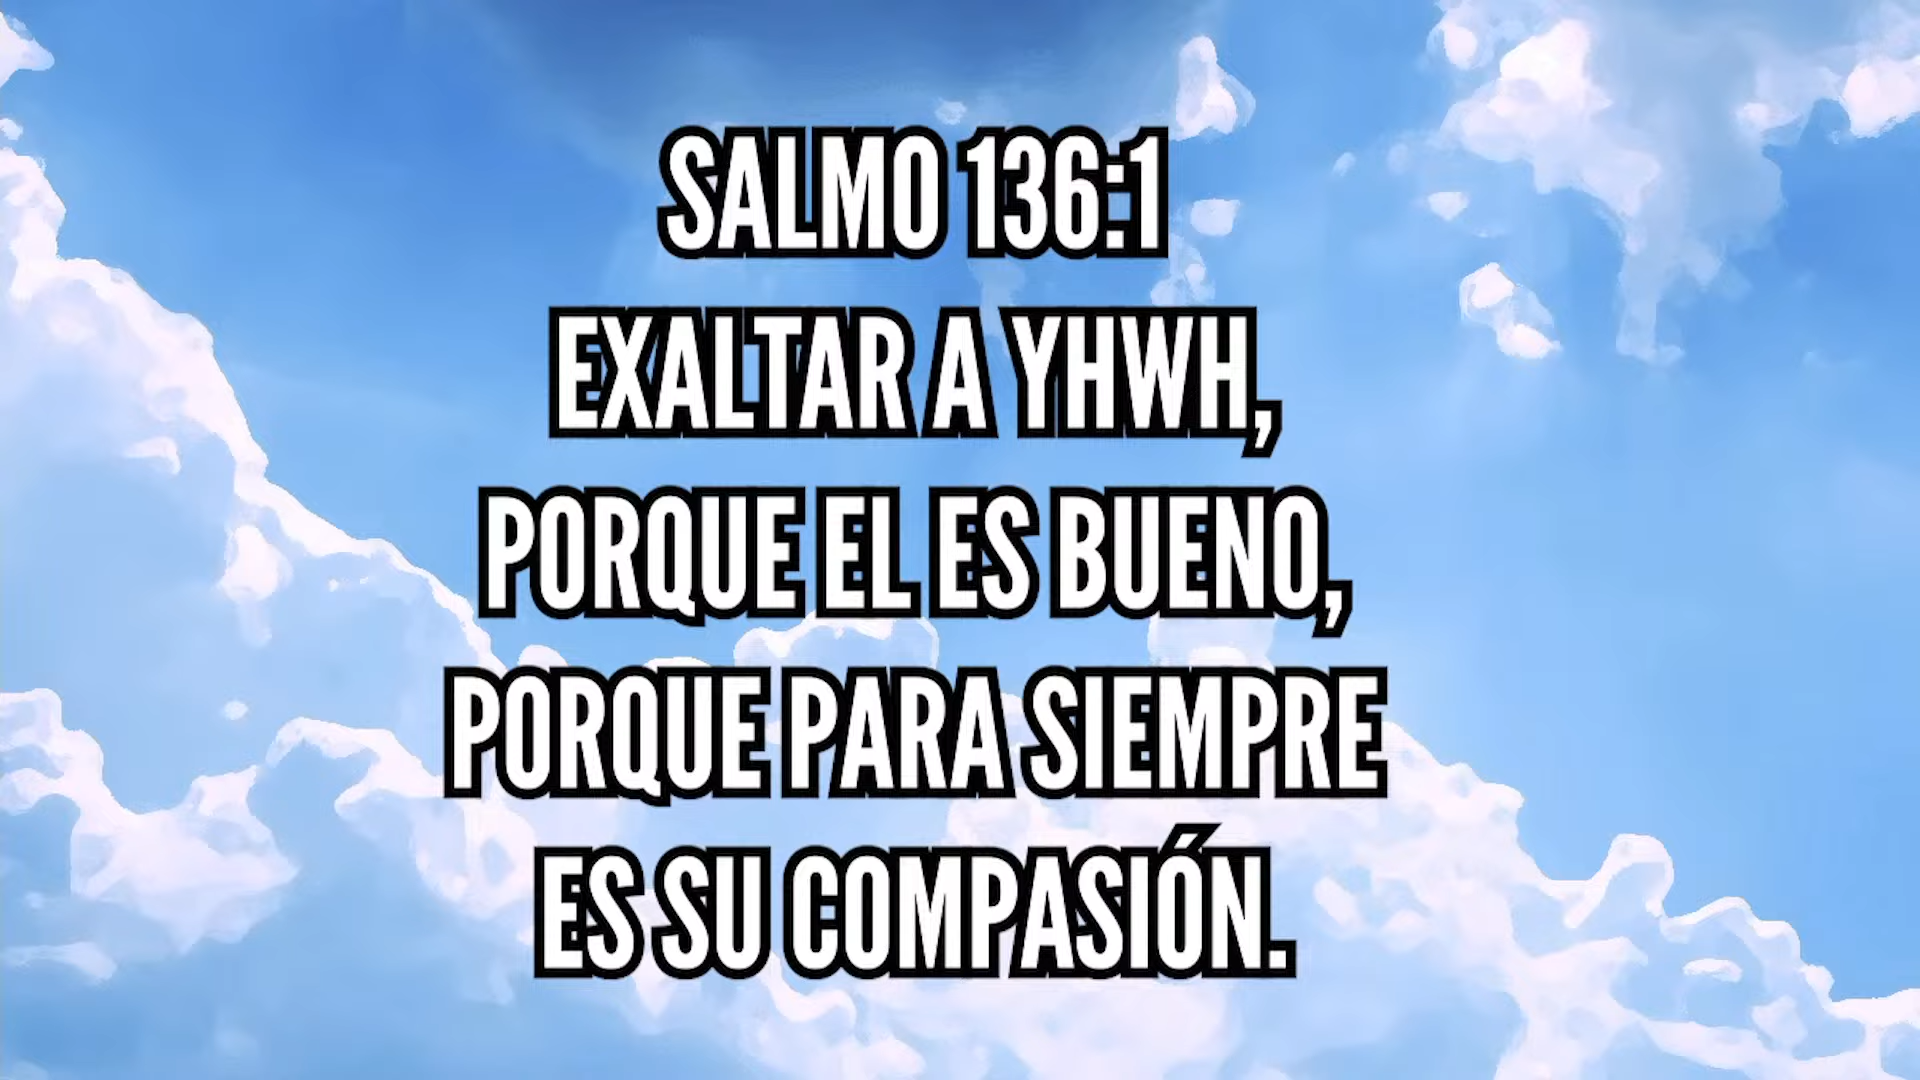 SALMO 136:1
EXALTAR A YHWH,
PORQUE EL ES BUENO,
PORQUE PARA SIEMPRE
ES SU COMPASIÓN.